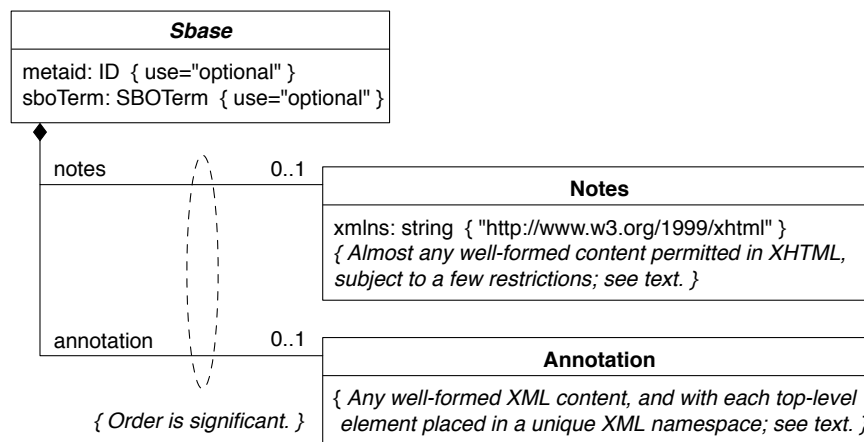 Sbase
metaid: ID { use="optional" }
sboTerm: SBOTerm { use="optional" }
notes
0..1
Notes
xmlns: string { "http://www.w3.org/1999/xhtml" }
{ Almost any well-formed content permitted in XHTML,
subject to a few restrictions; see text. }
annotation
0..1
Annotation
{ Any well-formed XML content, and with each top-level
element placed in a unique XML namespace; see text. }
{ Order is significant. }